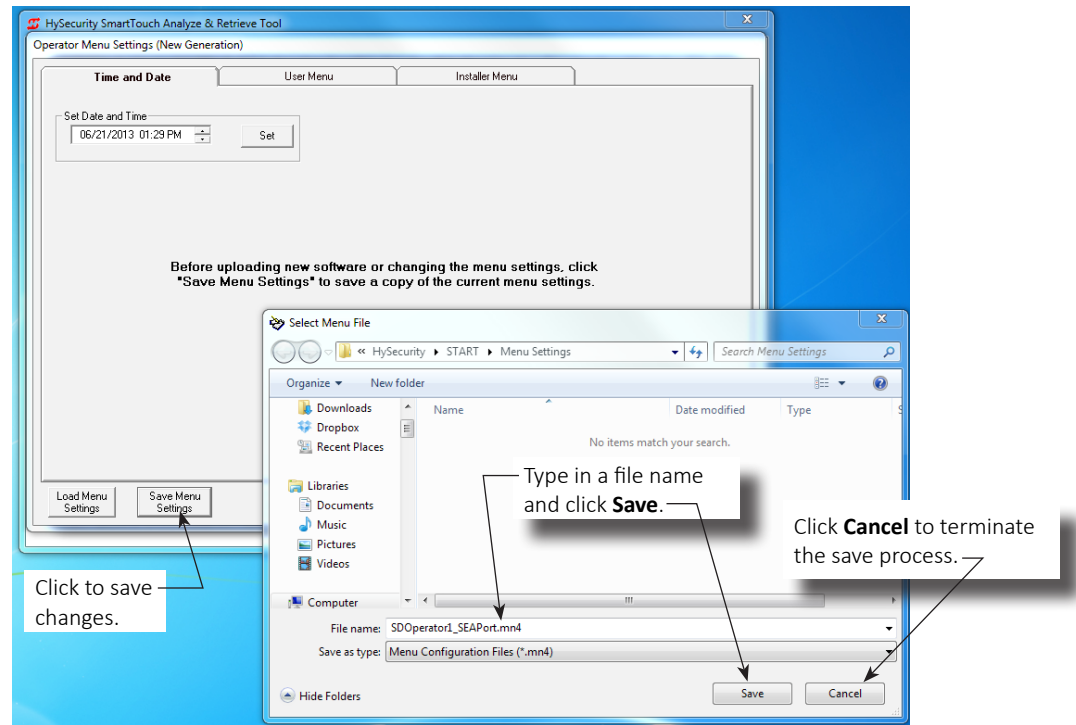 HySecurity SmartTouch Analyze & Retrieve Tool
x
Operator Menu Settings (New Generation)
Time and Date
User Menu
Installer Menu
Set Date and Time
06/21/2013 01:29 PM
Set
Before uploading new software or changing the menu settings, click
"Save Menu Settings" to save a copy of the current menu settings.
Select Menu File
x
« HySecurity START Menu Settings
Search Menu Settings
Organize New folder
?
Downloads
Dropbox
Recent Places
Name Date modified Type S
No items match your search.
Libraries
Documents
Music
Pictures
Videos
Computer
Type in a file name
and click Save.
Click Cancel to terminate
the save process.
Load Menu
Settings
Save Menu
Settings
Click to save
changes.
File name: SDOperator1_SEAPort.mn4
Save as type: Menu Configuration Files (*.mn4)
Hide Folders
Save
Cancel